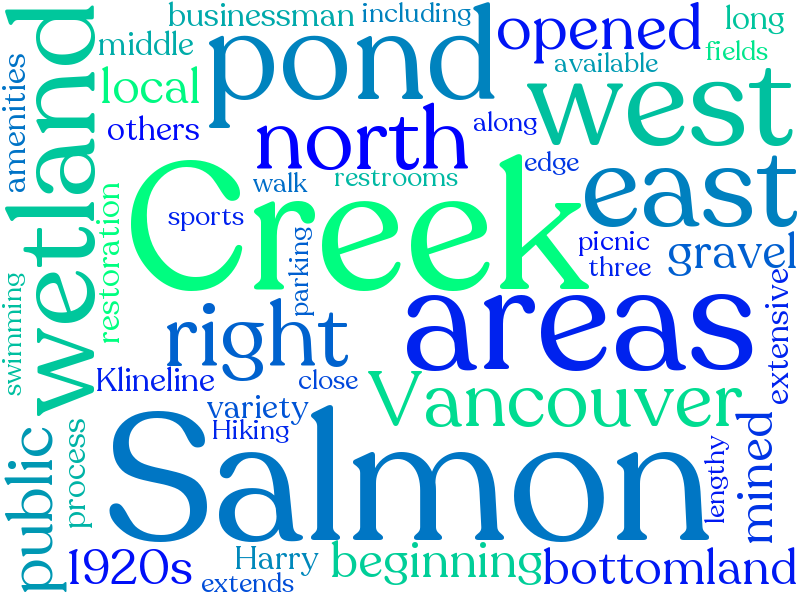 businessman
including
long
middle
pond
opened
fields
amenities
wetland
local
available
west
others
north
along
edge
restrooms
walk
east
Creek
sports
restoration
picnic
gravel
three
parking
areas
extensive
swimming
right
Klineline
close
Vancouver
variety
Hiking
Salmon
public
process
lengthy
mined
1920s
Harry
beginning
bottomland
extends